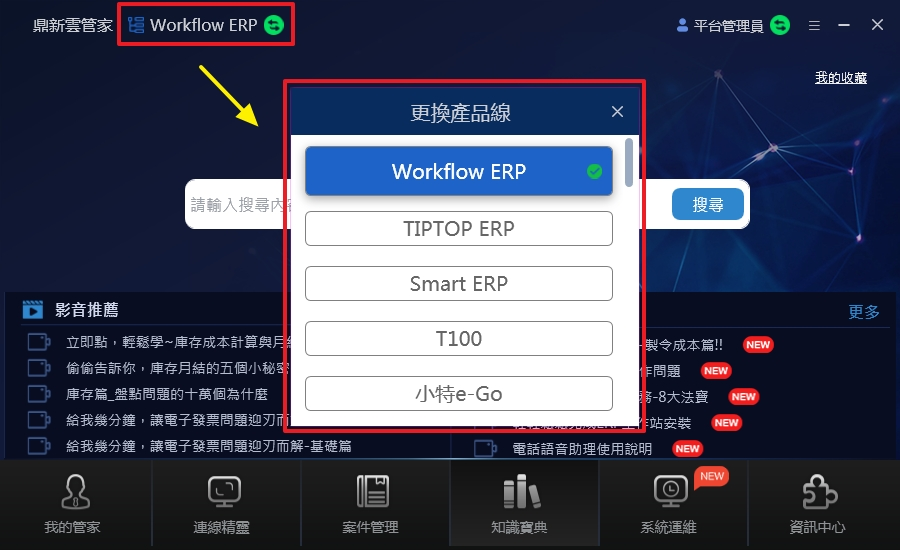 鼎新雲管家 Workflow ERP
平台管理員
我的收藏
更換產品線
Workflow ERP
TIPTOP ERP
Smart ERP
T100
小特e-Go
請輸入搜尋內
搜尋
影音推薦
立即點，輕鬆學~庫存成本計算與月
偷偷告訴你，庫存月結的五個小秘密
庫存篇_盤點問題的十萬個為什麼
給我幾分鐘，讓電子發票問題迎刃而
給我幾分鐘，讓電子發票問題迎刃而解-基礎篇
更多
製令成本篇!! NEW
作問題 NEW
務-8大法寶 NEW
工作站安裝 NEW
電話語音助理使用說明 NEW
我的管家
連線精靈
案件管理
知識寶典
系統運維 NEW
資訊中心